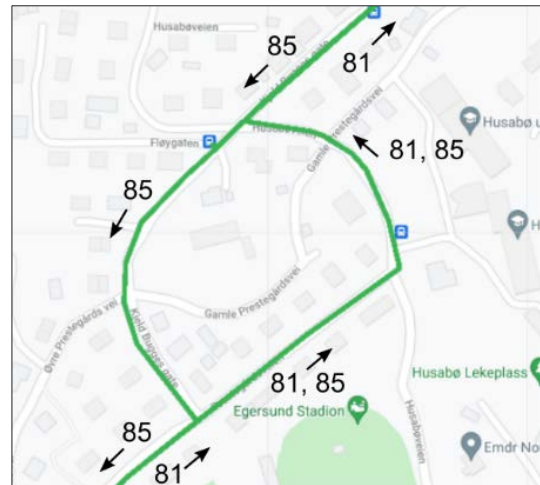 Husabøveien
85
81
Husabø u
Fløygaten
Gamle Prestegårdsvei
81, 85
85
H
Gamle Prestegårdsvei
Øvre Prestegårds vei
Kjeld Bugges gate
81, 85
Husabø Lekeplass
Egersund Stadion
Husabøveien
85
Emdr No
81